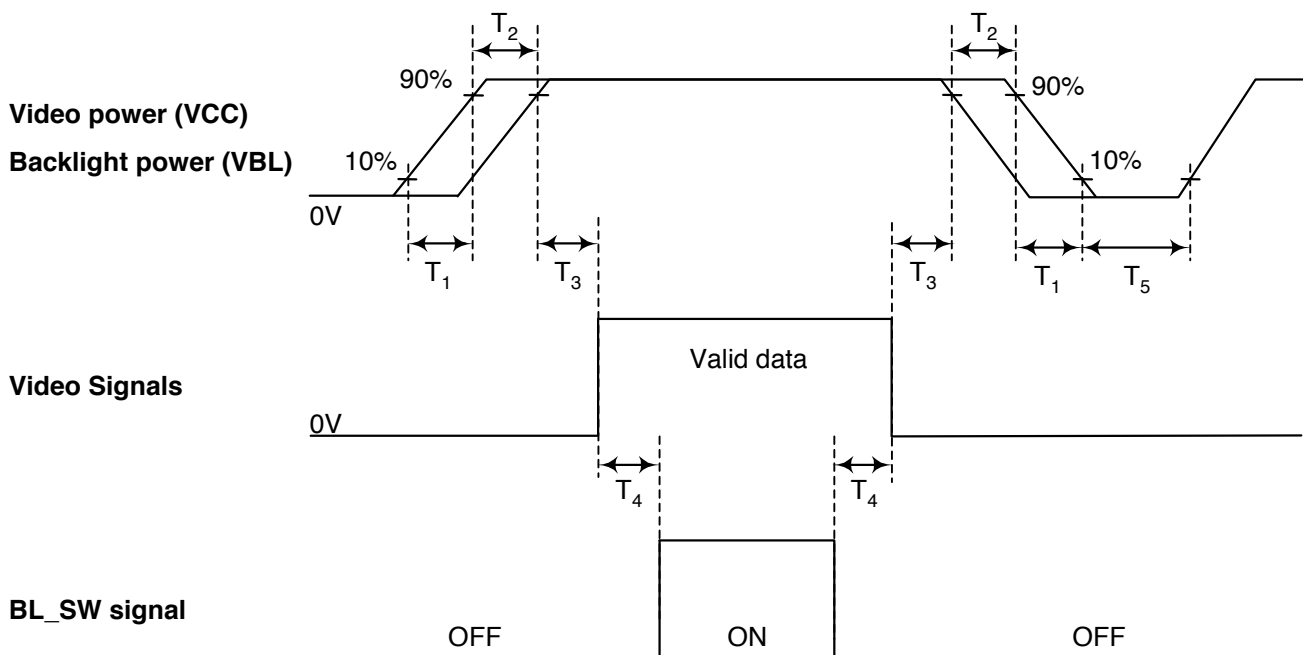 T2 T2
90% 90%
Video power (VCC)
Backlight power (VBL)
10% 10%
0V
T1 T3 T3 T1 T5
Valid data
Video Signals
0V
T4 T4
BL_SW signal
OFF ON OFF